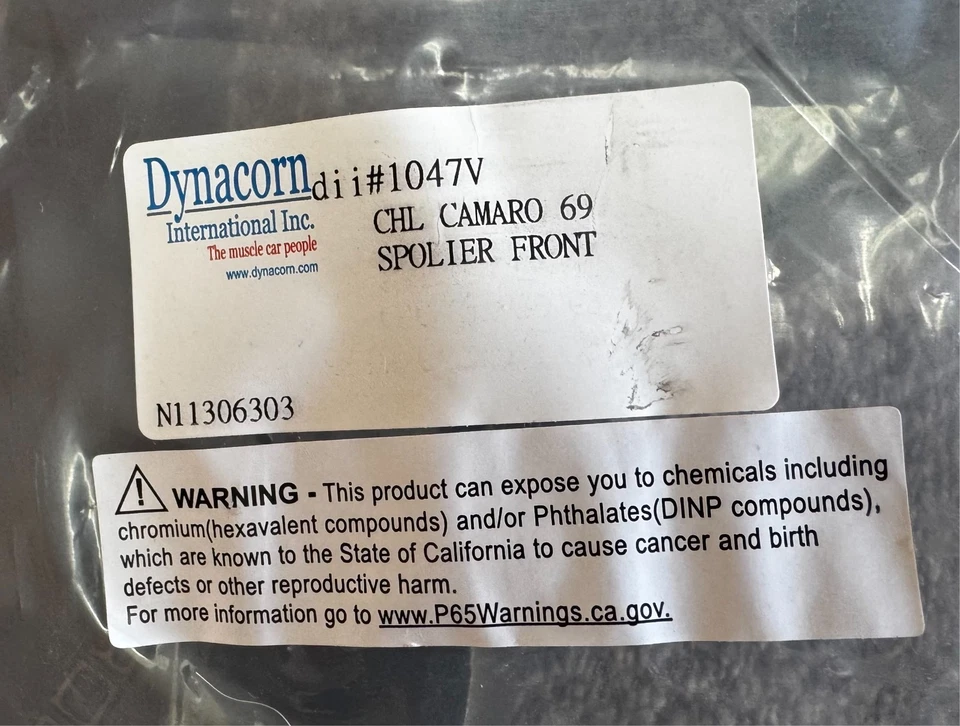 Dynacorn dii#1047V
International Inc. CHL CAMARO 69
The muscle car people SPOLIER FRONT
www.dynacorn.com
N11306303
WARNING - This product can expose you to chemicals including
chromium(hexavalent compounds) and/or Phthalates(DINP compounds),
which are known to the State of California to cause cancer and birth
defects or other reproductive harm.
For more information go to www.P65Warnings.ca.gov.